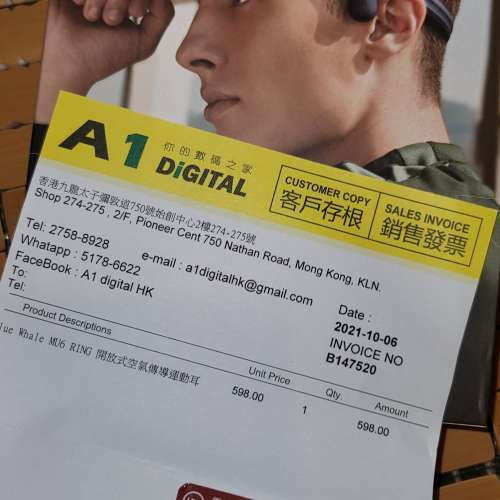 A1
你的數碼之家
DiGiTAL
CUSTOMER COPY
客戶存根
SALES INVOICE
銷售發票
香港九龍太子彌敦道750號始創中心2樓274-275號
Shop 274-275 , 2/F, Pioneer Cent 750 Nathan Road, Mong Kong, KLN.
Tel: 2758-8928
e-mail : a1digitalhk@gmail.com
Whatapp : 5178-6622
FaceBook : A1 digital HK
To:
Tel:
Date :
2021-10-06
INVOICE NO
B147520
Product Descriptions
Unit Price
Qty.
Amount
lue Whale MU6 RING 開放式空氣傳導運動耳
598.00
1
598.00